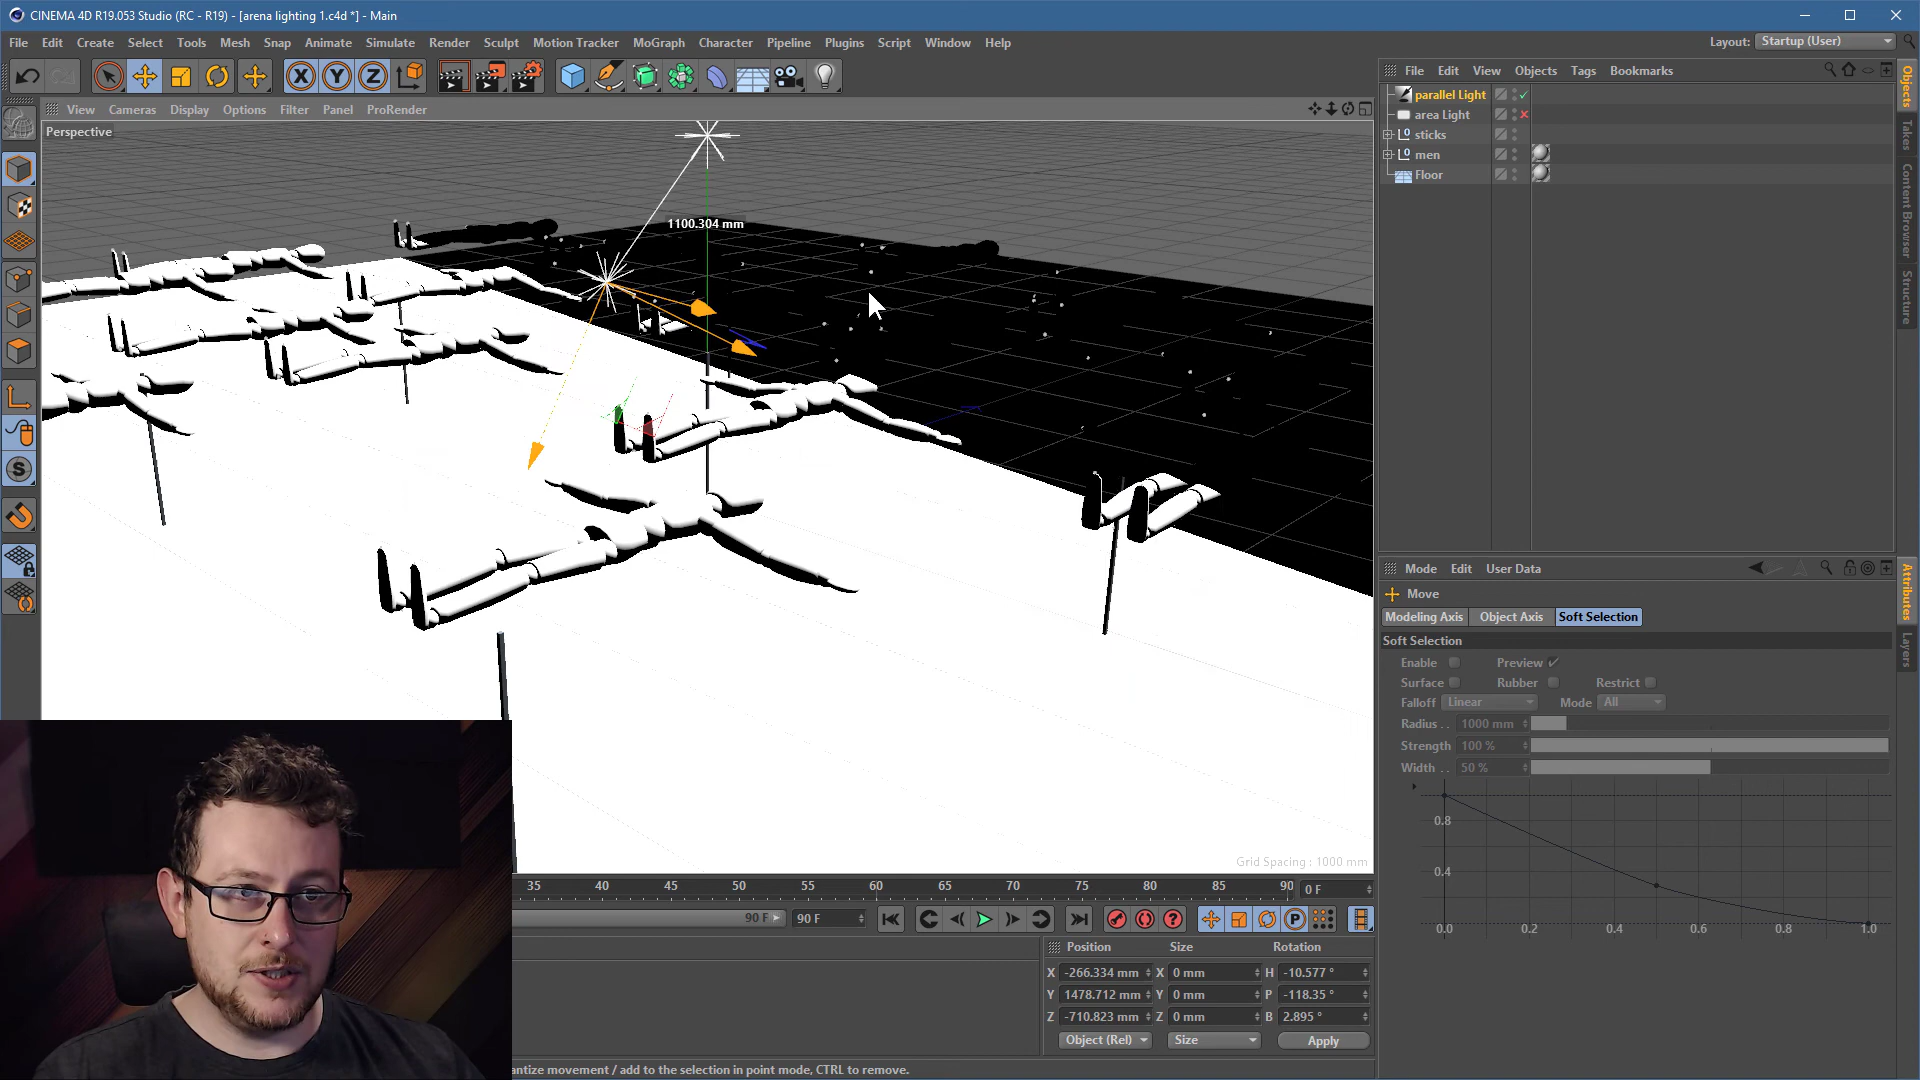 CINEMA 4D R19.053 Studio (RC - R19) - [arena lighting 1.c4d *] - Main
File Edit Create Select Tools Mesh Snap Animate Simulate Render Sculpt Motion Tracker MoGraph Character Pipeline Plugins Script Window Help
Layout: Startup (User)
X Y Z
View Cameras Display Options Filter Panel ProRender
Perspective
1100.304 mm
Grid Spacing : 1000 mm
File Edit View Objects Tags Bookmarks
parallel Light
area Light
sticks
men
Floor
Objects
Takes
Content Browser
Structure
Mode Edit User Data
Move
Modeling Axis Object Axis Soft Selection
Soft Selection
Enable Preview
Surface Rubber Restrict
Falloff Linear Mode All
Radius . . 1000 mm
Strength 100 %
Width . . 50 %
0.8
0.4
0.0 0.2 0.4 0.6 0.8 1.0
Attributes
Layers
35 40 45 50 55 60 65 70 75 80 85 90 0 F
90 F 90 F
Position Size Rotation
X -266.334 mm X 0 mm H -10.577 °
Y 1478.712 mm Y 0 mm P -118.35 °
Z -710.823 mm Z 0 mm B 2.895 °
Object (Rel) Size Apply
antize movement / add to the selection in point mode, CTRL to remove.